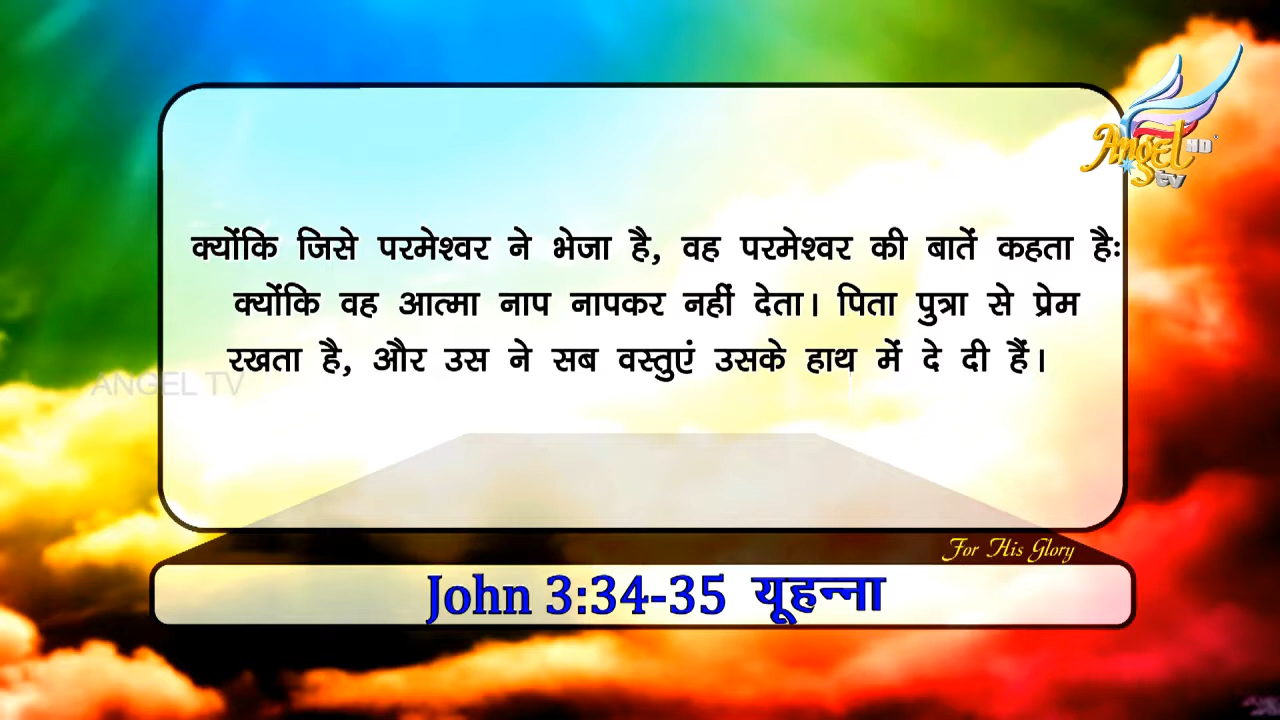 Angel HD
tv
क्योंकि जिसे परमेश्वर ने भेजा है, वह परमेश्वर की बातें कहता हैः
क्योंकि वह आत्मा नाप नापकर नहीं देता। पिता पुत्रा से प्रेम
रखता है, और उस ने सब वस्तुएं उसके हाथ में दे दी हैं।
ANGEL TV
For His Glory
John 3:34-35 यूहन्ना